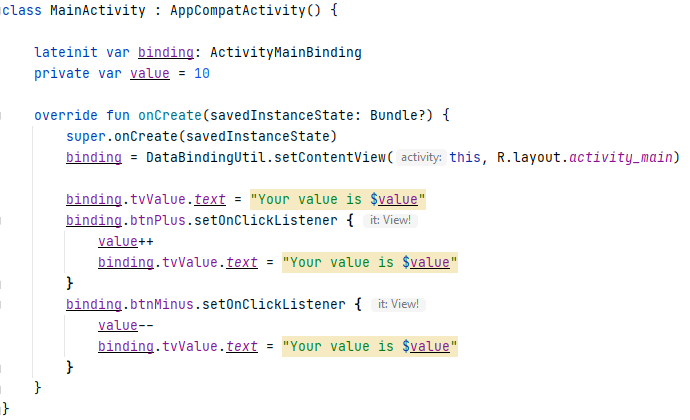 class MainActivity : AppCompatActivity() {
lateinit var binding: ActivityMainBinding
private var value = 10
override fun onCreate(savedInstanceState: Bundle?) {
super.onCreate(savedInstanceState)
binding = DataBindingUtil.setContentView( activity: this, R.layout.activity_main)
binding.tvValue.text = "Your value is $value"
binding.btnPlus.setOnClickListener { it: View!
value++
binding.tvValue.text = "Your value is $value"
}
binding.btnMinus.setOnClickListener { it: View!
value--
binding.tvValue.text = "Your value is $value"
}
}
}